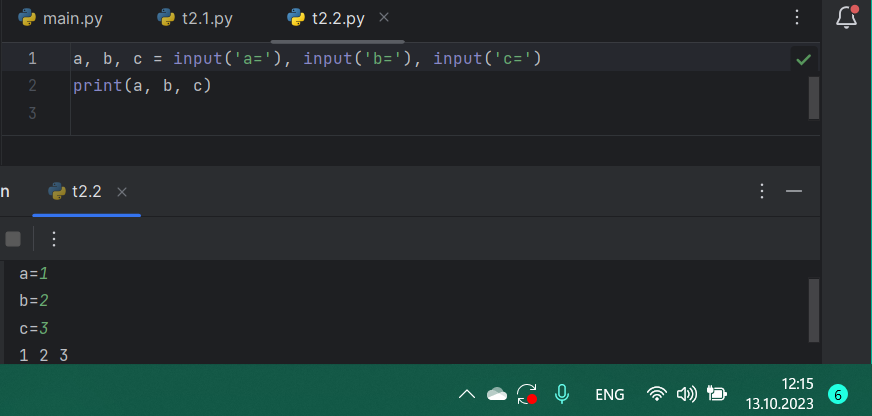 main.py t2.1.py t2.2.py
1 a, b, c = input('a='), input('b='), input('c=')
2 print(a, b, c)
3
n t2.2
a=1
b=2
c=3
1 2 3
ENG 12:15 6
13.10.2023